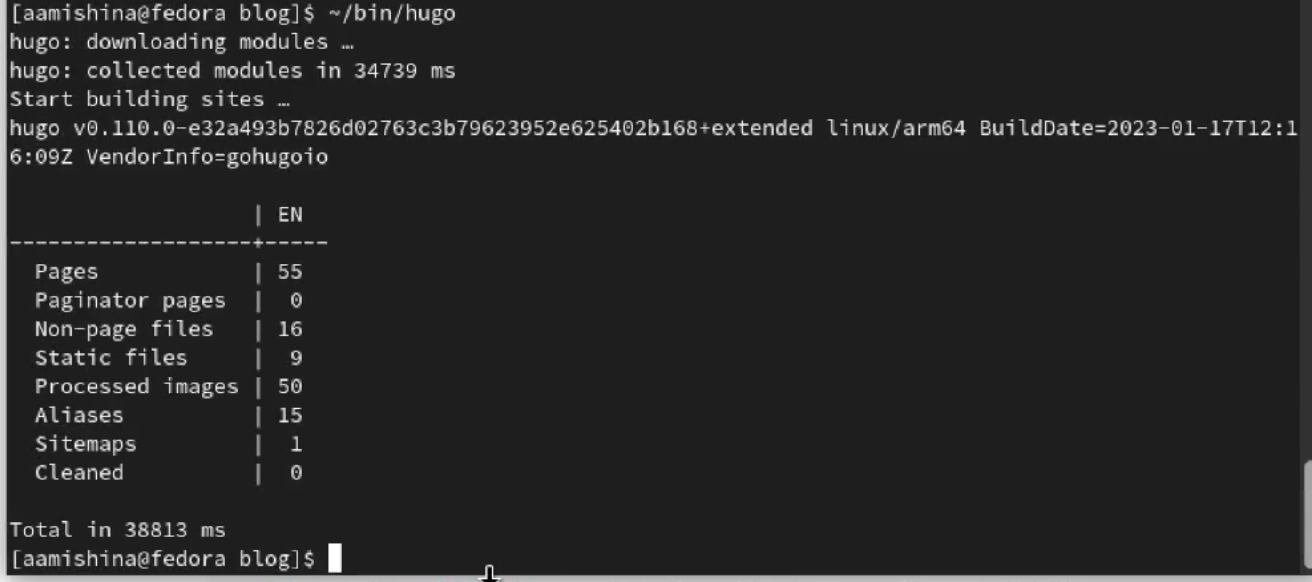 [aamishina@fedora blog]$ ~/bin/hugo
hugo: downloading modules …
hugo: collected modules in 34739 ms
Start building sites …
hugo v0.110.0-e32a493b7826d02763c3b79623952e625402b168+extended linux/arm64 BuildDate=2023-01-17T12:1
6:09Z VendorInfo=gohugoio
                   | EN
-------------------+-----
  Pages            | 55
  Paginator pages  |  0
  Non-page files   | 16
  Static files     |  9
  Processed images | 50
  Aliases          | 15
  Sitemaps         |  1
  Cleaned          |  0
Total in 38813 ms
[aamishina@fedora blog]$